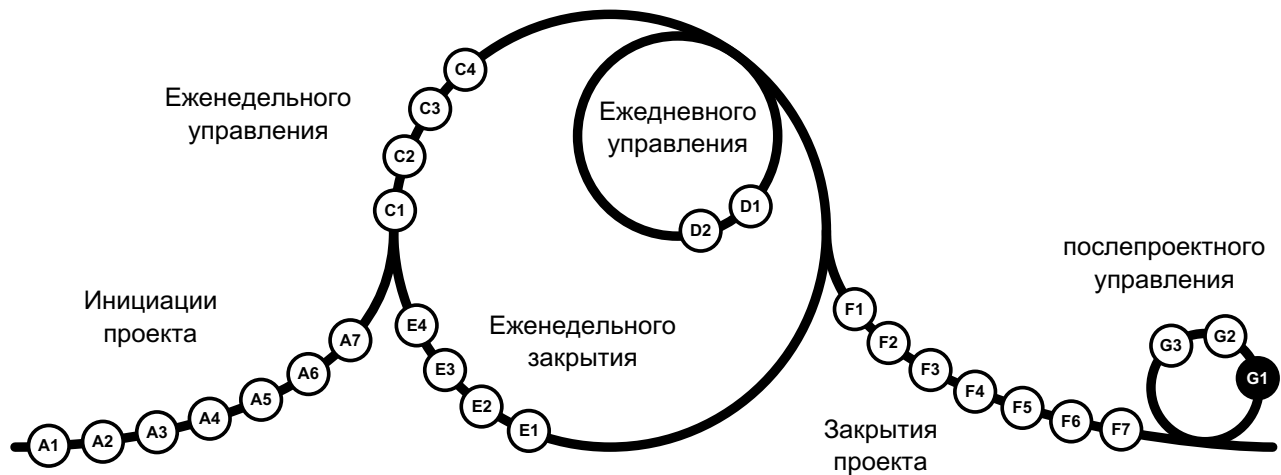 Еженедельного
управления
Ежедневного
управления
послепроектного
управления
Инициации
проекта
Еженедельного
закрытия
Закрытия
проекта
A1
A2
A3
A4
A5
A6
A7
C1
C2
C3
C4
D1
D2
E1
E2
E3
E4
F1
F2
F3
F4
F5
F6
F7
G1
G2
G3